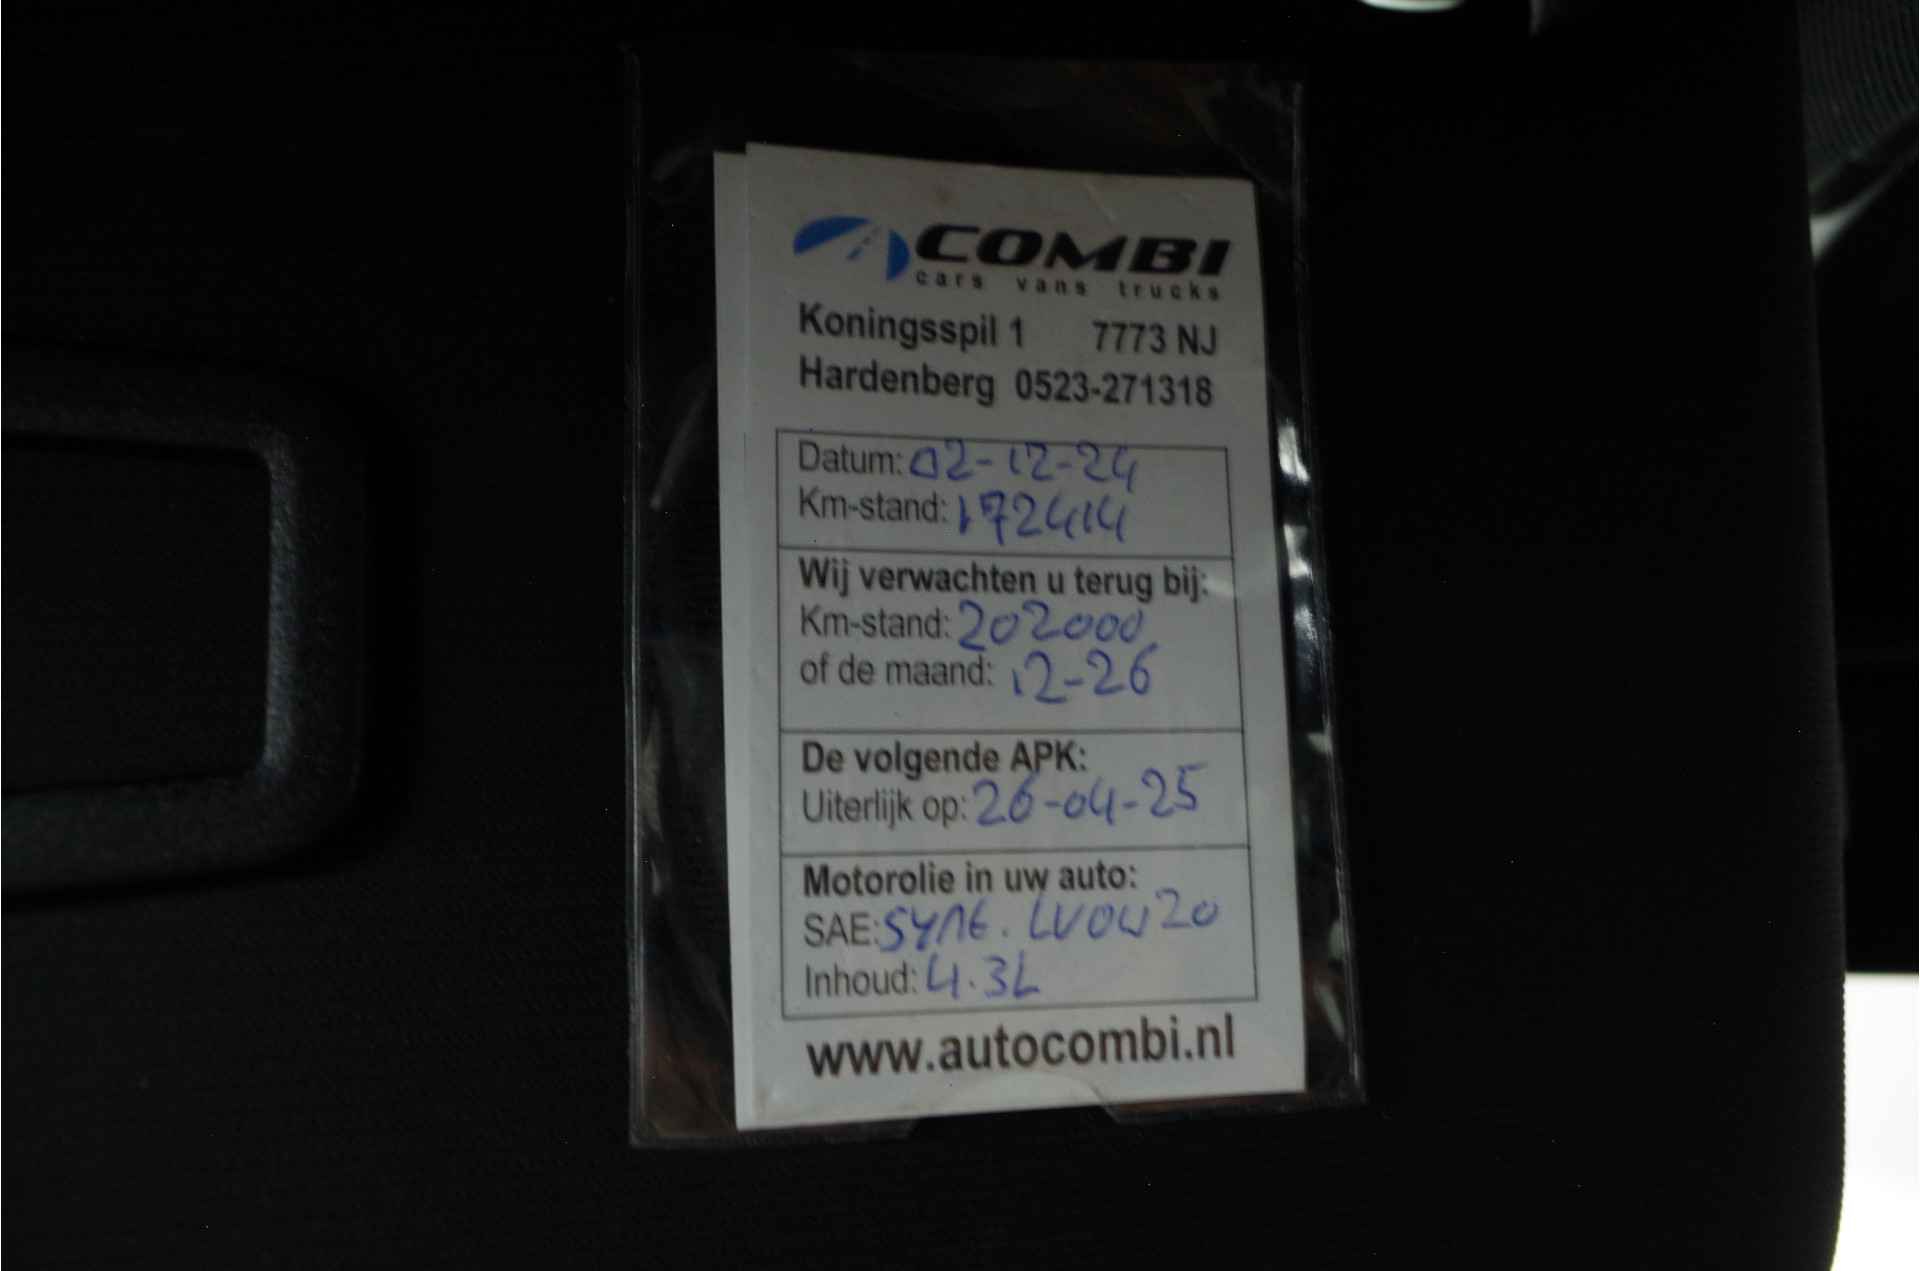 COMBI
cars vans trucks
Koningsspil 1 7773 NJ
Hardenberg 0523-271318
Datum: 02-12-24
Km-stand: 172414
Wij verwachten u terug bij:
Km-stand: 202000
of de maand: 12-26
De volgende APK:
Uiterlijk op: 26-04-25
Motorolie in uw auto:
SAE: 0W20
Inhoud: 4.3L
www.autocombi.nl